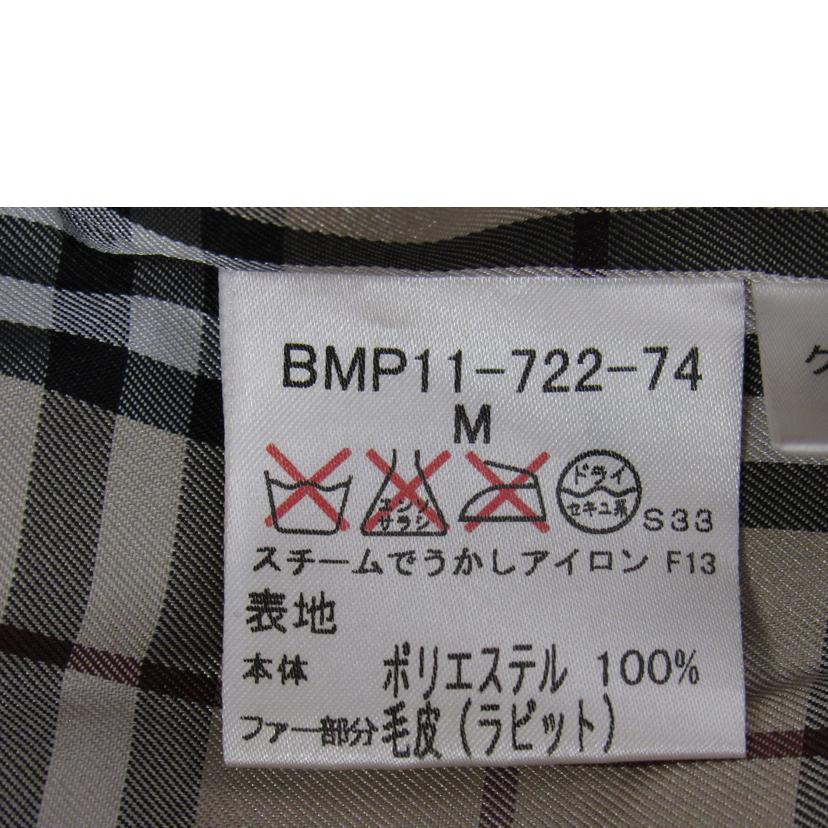 BMP11-722-74
M
エンソ
サラシ
ドライ
セキユ系
S33
スチームでうかしアイロン F13
表地
本体 ポリエステル 100%
ファー部分 毛皮(ラビット)
ク